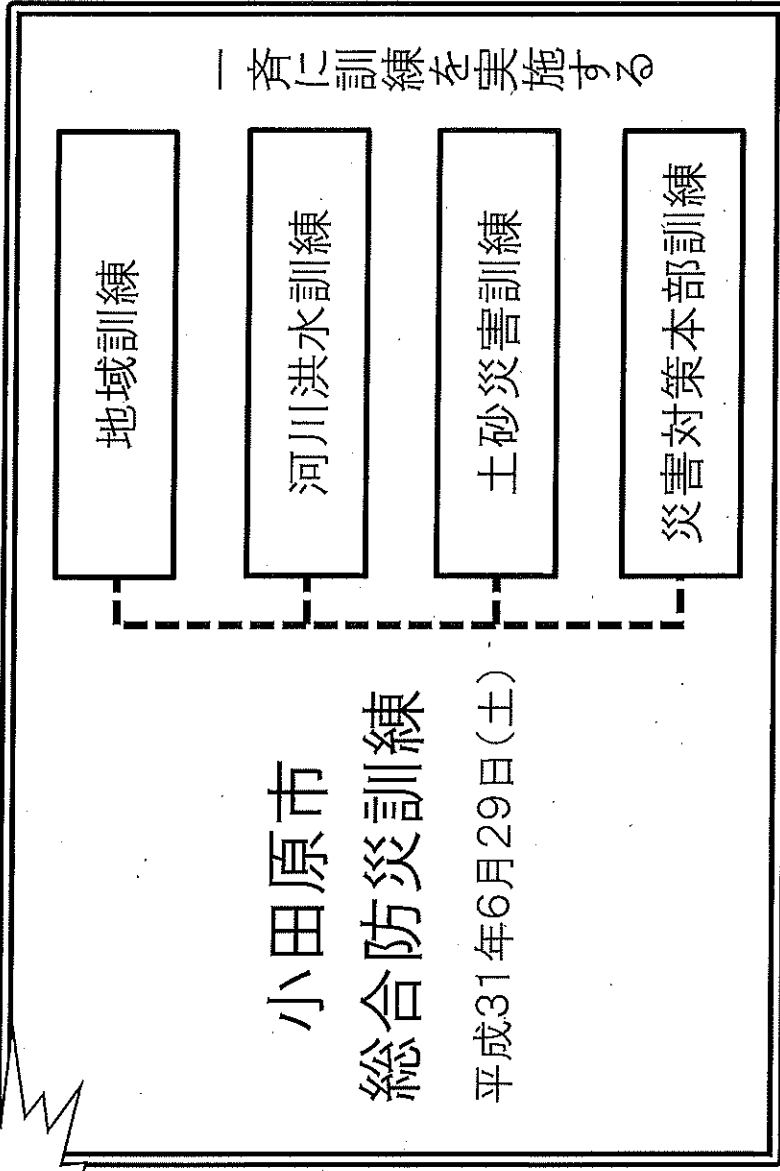 小田原市
総合防災訓練
平成31年6月29日(土)
地域訓練
河川洪水訓練
土砂災害訓練
災害対策本部訓練
一斉に訓練を実施する